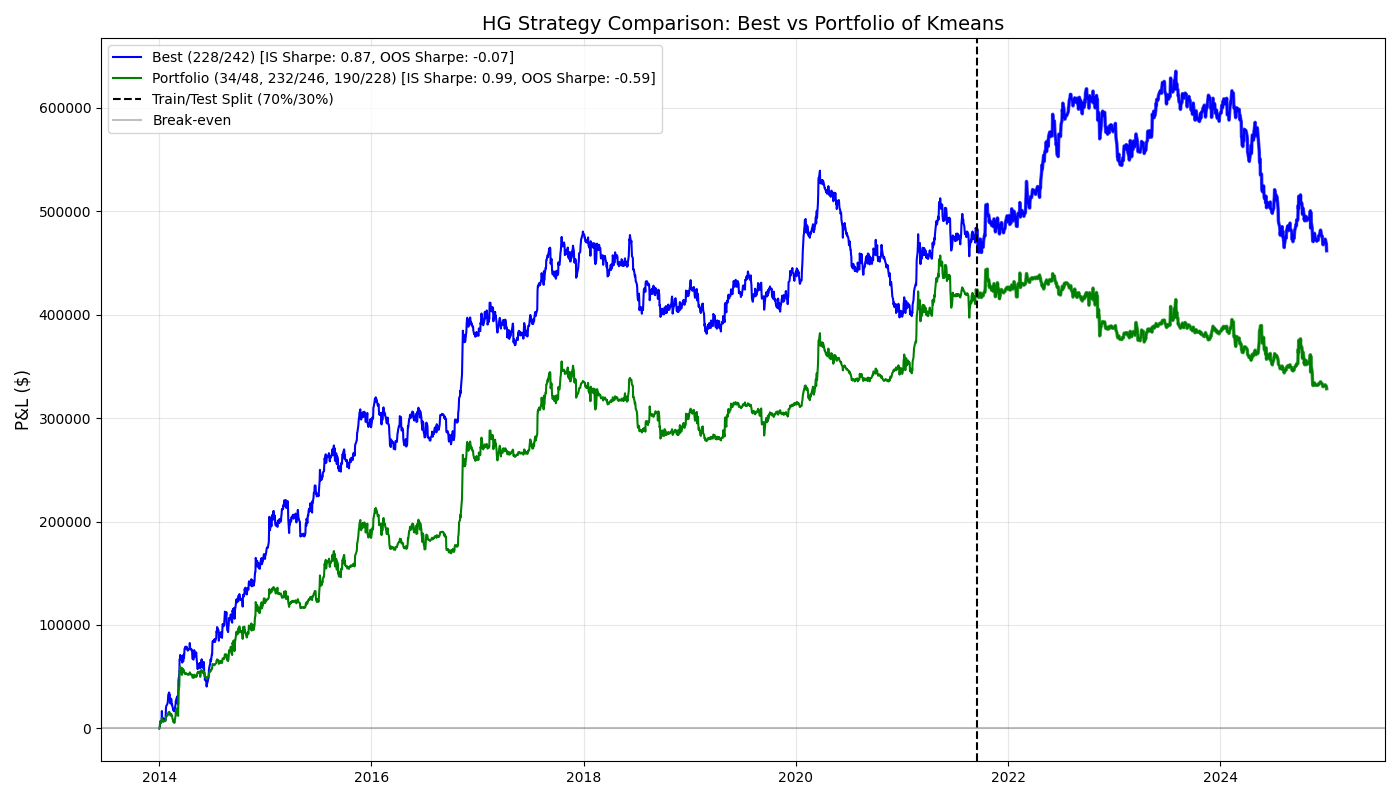 HG Strategy Comparison: Best vs Portfolio of Kmeans
Best (228/242) [IS Sharpe: 0.87, OOS Sharpe: -0.07]
Portfolio (34/48, 232/246, 190/228) [IS Sharpe: 0.99, OOS Sharpe: -0.59]
Train/Test Split (70%/30%)
Break-even
P&L ($)
600000
500000
400000
300000
200000
100000
0
2014
2016
2018
2020
2022
2024